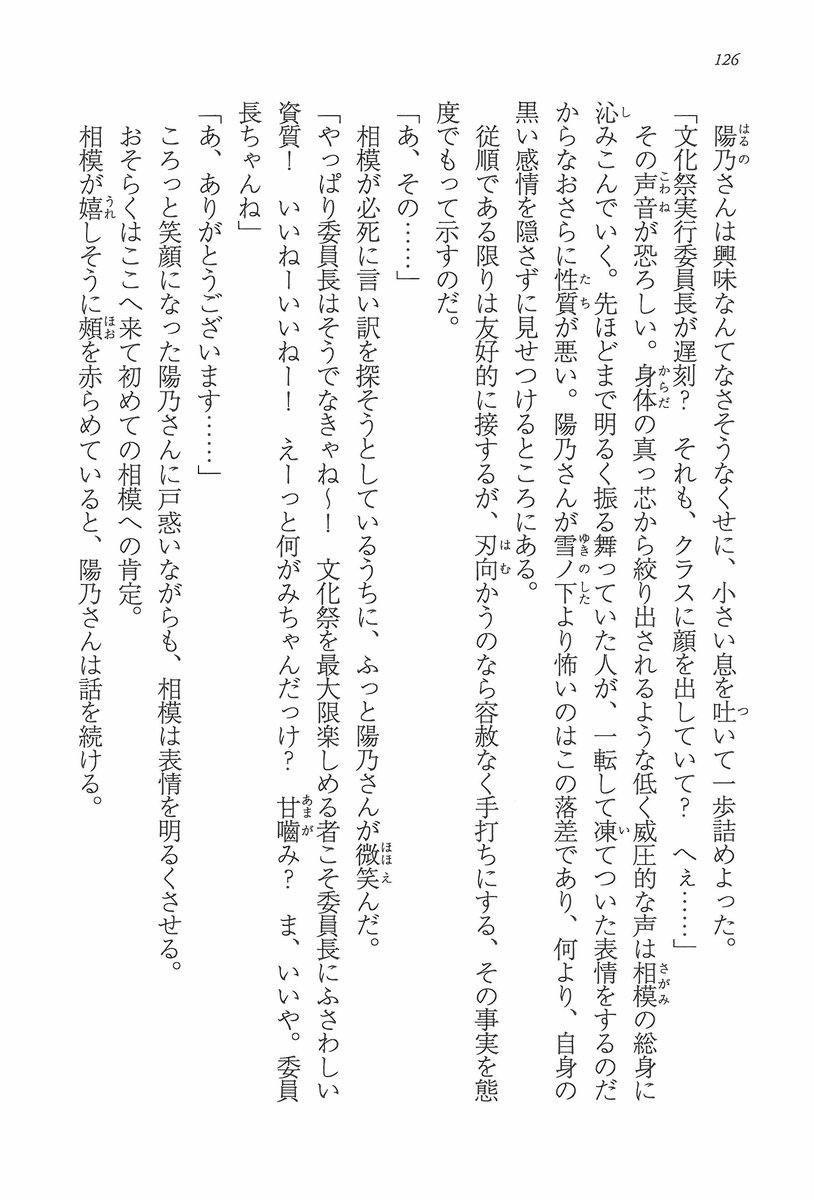 126
　陽乃さんは興味なんてなさそうなくせに、小さい息を吐いて一歩詰めよった。
「文化祭実行委員長が遅刻？　それも、クラスに顔を出していて？　へぇ……」
　その声音が恐ろしい。身体の真っ芯から絞り出されるような低く威圧的な声は相模の総身に
沁みこんでいく。先ほどまで明るく振る舞っていた人が、一転して凍てついた表情をするのだ
からなおさらに性質が悪い。陽乃さんが雪ノ下より怖いのはこの落差であり、何より、自身の
黒い感情を隠さずに見せつけるところにある。
　従順である限りは友好的に接するが、刃向かうのなら容赦なく手打ちにする、その事実を態
度でもって示すのだ。
「あ、その……」
　相模が必死に言い訳を探そうとしているうちに、ふっと陽乃さんが微笑んだ。
「やっぱり委員長はそうでなきゃね～！　文化祭を最大限楽しめる者こそ委員長にふさわしい
資質！　いいねーいいねー！　えーっと何がみちゃんだっけ？　甘噛み？　ま、いいや。委員
長ちゃんね」
「あ、ありがとうございます……」
　ころっと笑顔になった陽乃さんに戸惑いながらも、相模は表情を明るくさせる。
　おそらくはここへ来て初めての相模への肯定。
　相模が嬉しそうに頬を赤らめていると、陽乃さんは話を続ける。